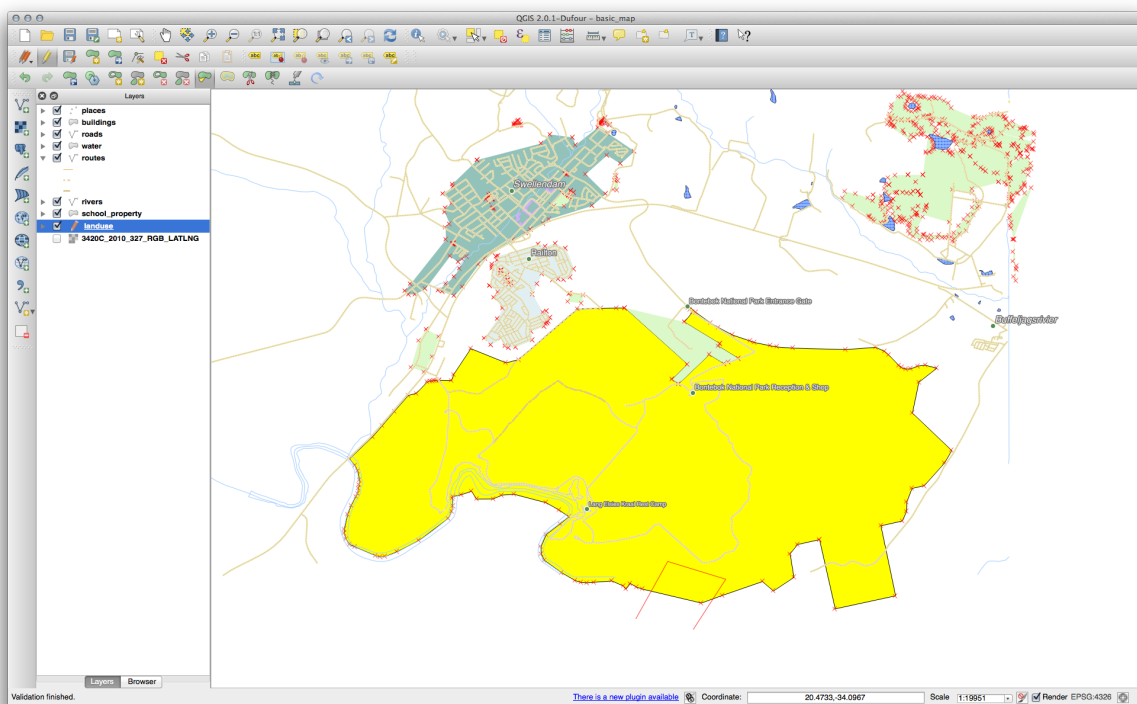 QGIS 2.0.1-Dufour - basic_map
Layers
places
buildings
roads
water
routes
rivers
school_property
landuse
3420C_2010_327_RGB_LATLNG
Swellendam
Railton
Bontebok National Park Entrance Gate
Buffeljagsrivier
Bontebok National Park Reception & Shop
Lang Elsies Kraal Rest Camp
Layers Browser
Validation finished. There is a new plugin available Coordinate: 20.4733,-34.0967 Scale 1:19951 Render EPSG:4326